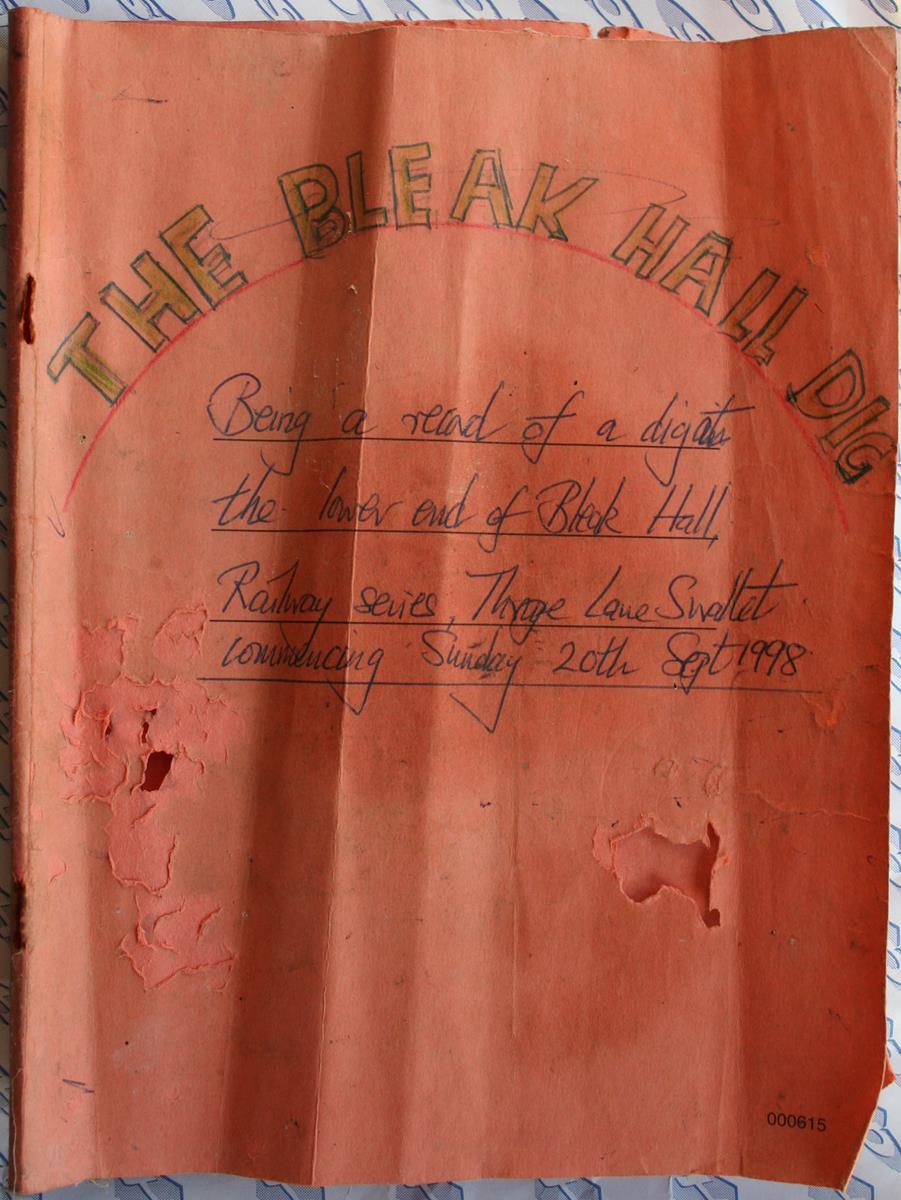 THE BLEAK HALL DIG
Being a record of a dig at
the lower end of Bleak Hall,
Railway series, Thrupe Lane Swallet
commencing Sunday 20th Sept 1998
000615